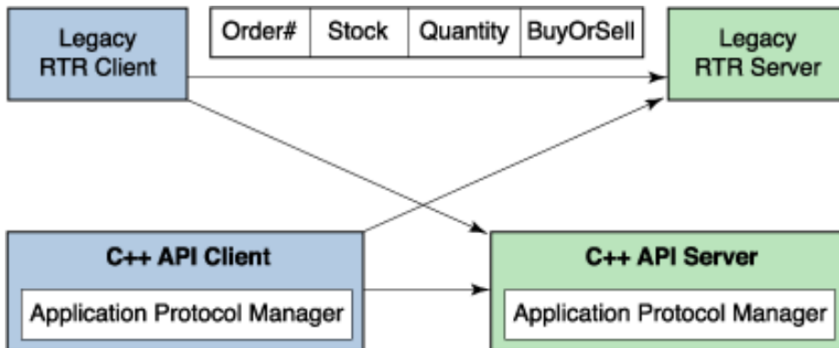 Legacy
RTR Client
Order# Stock Quantity BuyOrSell
Legacy
RTR Server
C++ API Client
Application Protocol Manager
C++ API Server
Application Protocol Manager